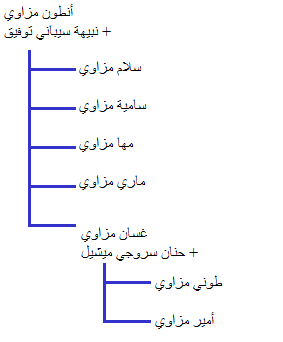 أنطون مزاوي
+ نبيهة سيباني توفيق
سلام مزاوي
سامية مزاوي
مها مزاوي
ماري مزاوي
غسان مزاوي
+ حنان سروجي ميشيل
طوني مزاوي
أمير مزاوي